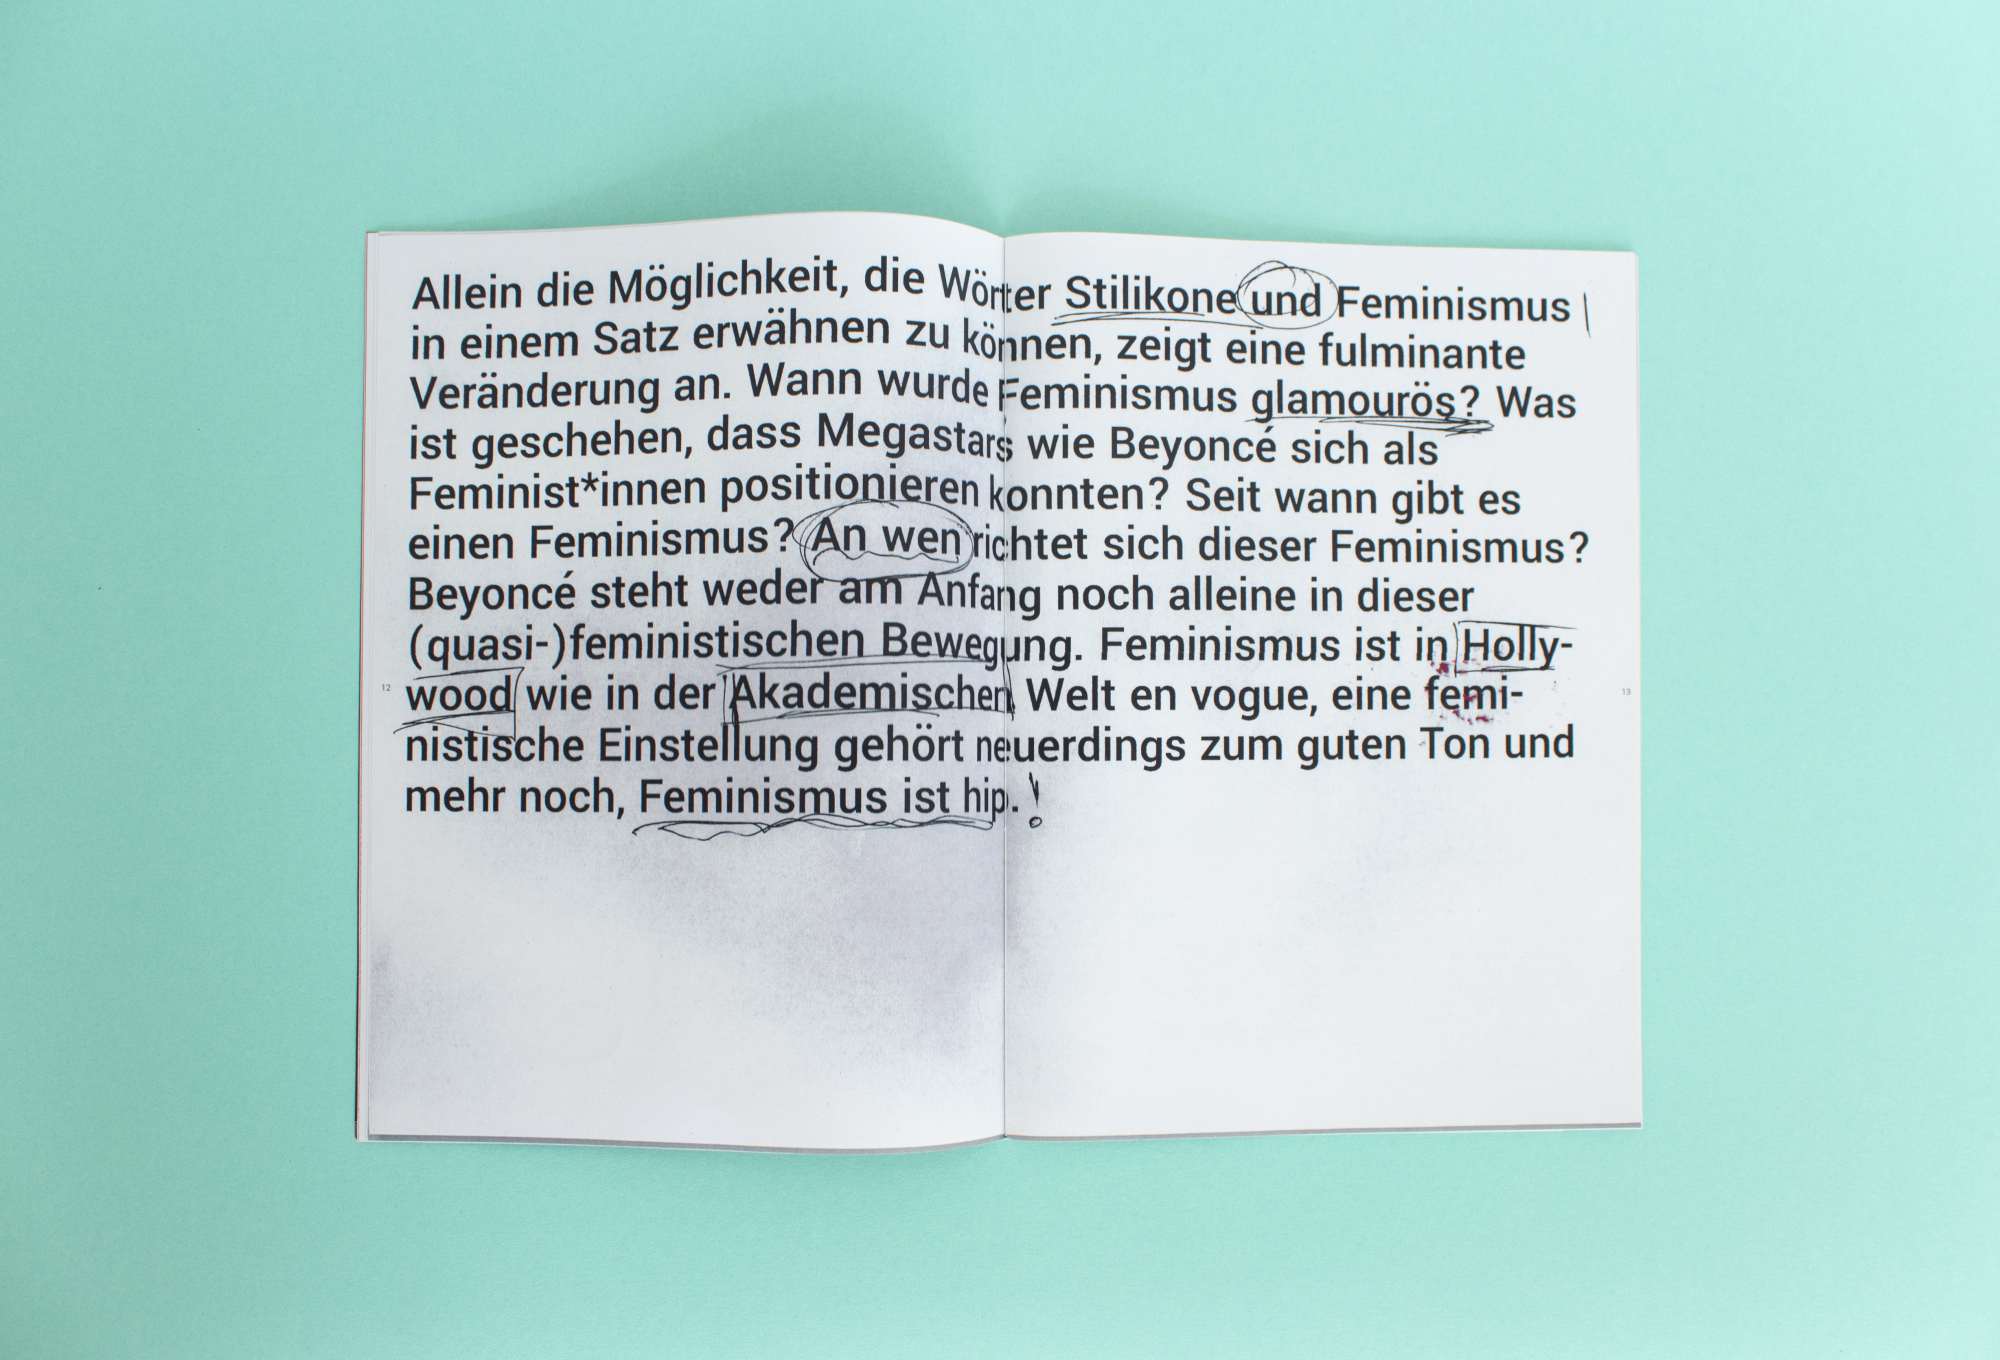 Allein die Möglichkeit, die Wörter Stilikone und Feminismus
in einem Satz erwähnen zu können, zeigt eine fulminante
Veränderung an. Wann wurde Feminismus glamourös? Was
ist geschehen, dass Megastars wie Beyoncé sich als
Feminist*innen positionieren konnten? Seit wann gibt es
einen Feminismus? An wen richtet sich dieser Feminismus?
Beyoncé steht weder am Anfang noch alleine in dieser
(quasi-)feministischen Bewegung. Feminismus ist in Holly-
wood wie in der Akademischen Welt en vogue, eine femi-
nistische Einstellung gehört neuerdings zum guten Ton und
mehr noch, Feminismus ist hip. !
12
13